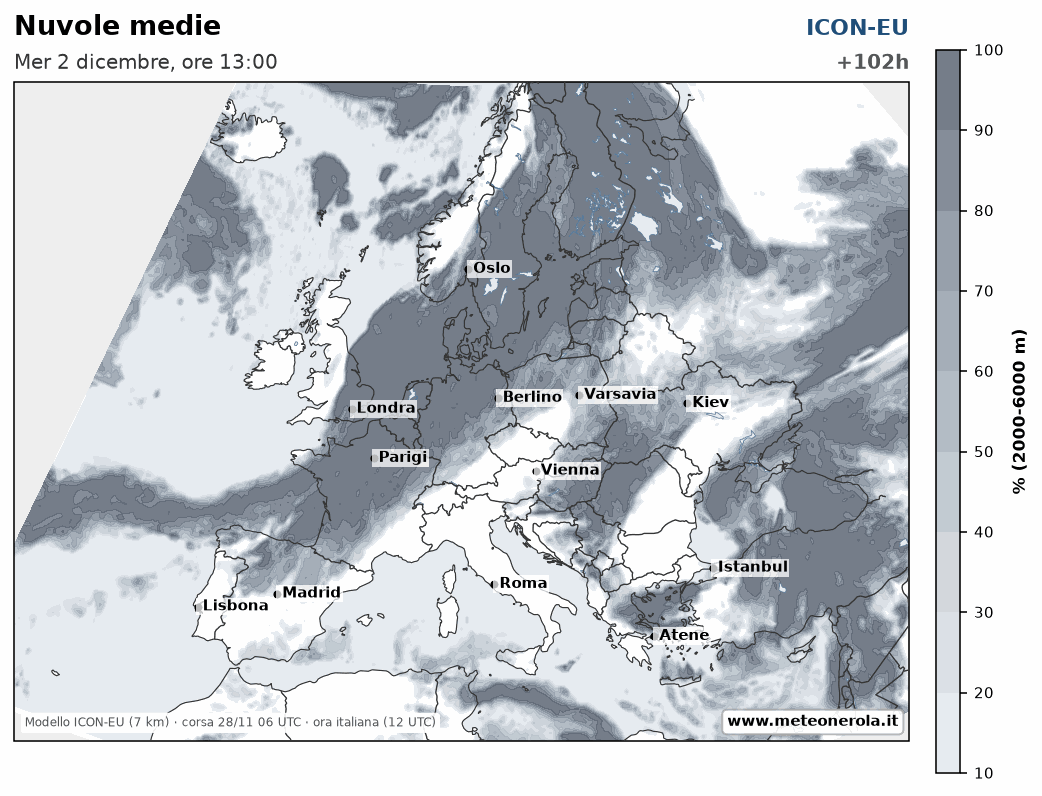 Nuvole medie
ICON-EU
Mer 2 dicembre, ore 13:00
+102h
100
90
80
70
60
50
40
30
20
10
% (2000-6000 m)
Oslo
Berlino
Varsavia
Kiev
Londra
Parigi
Vienna
Istanbul
Roma
Madrid
Lisbona
Atene
Modello ICON-EU (7 km) · corsa 28/11 06 UTC · ora italiana (12 UTC)
www.meteonerola.it